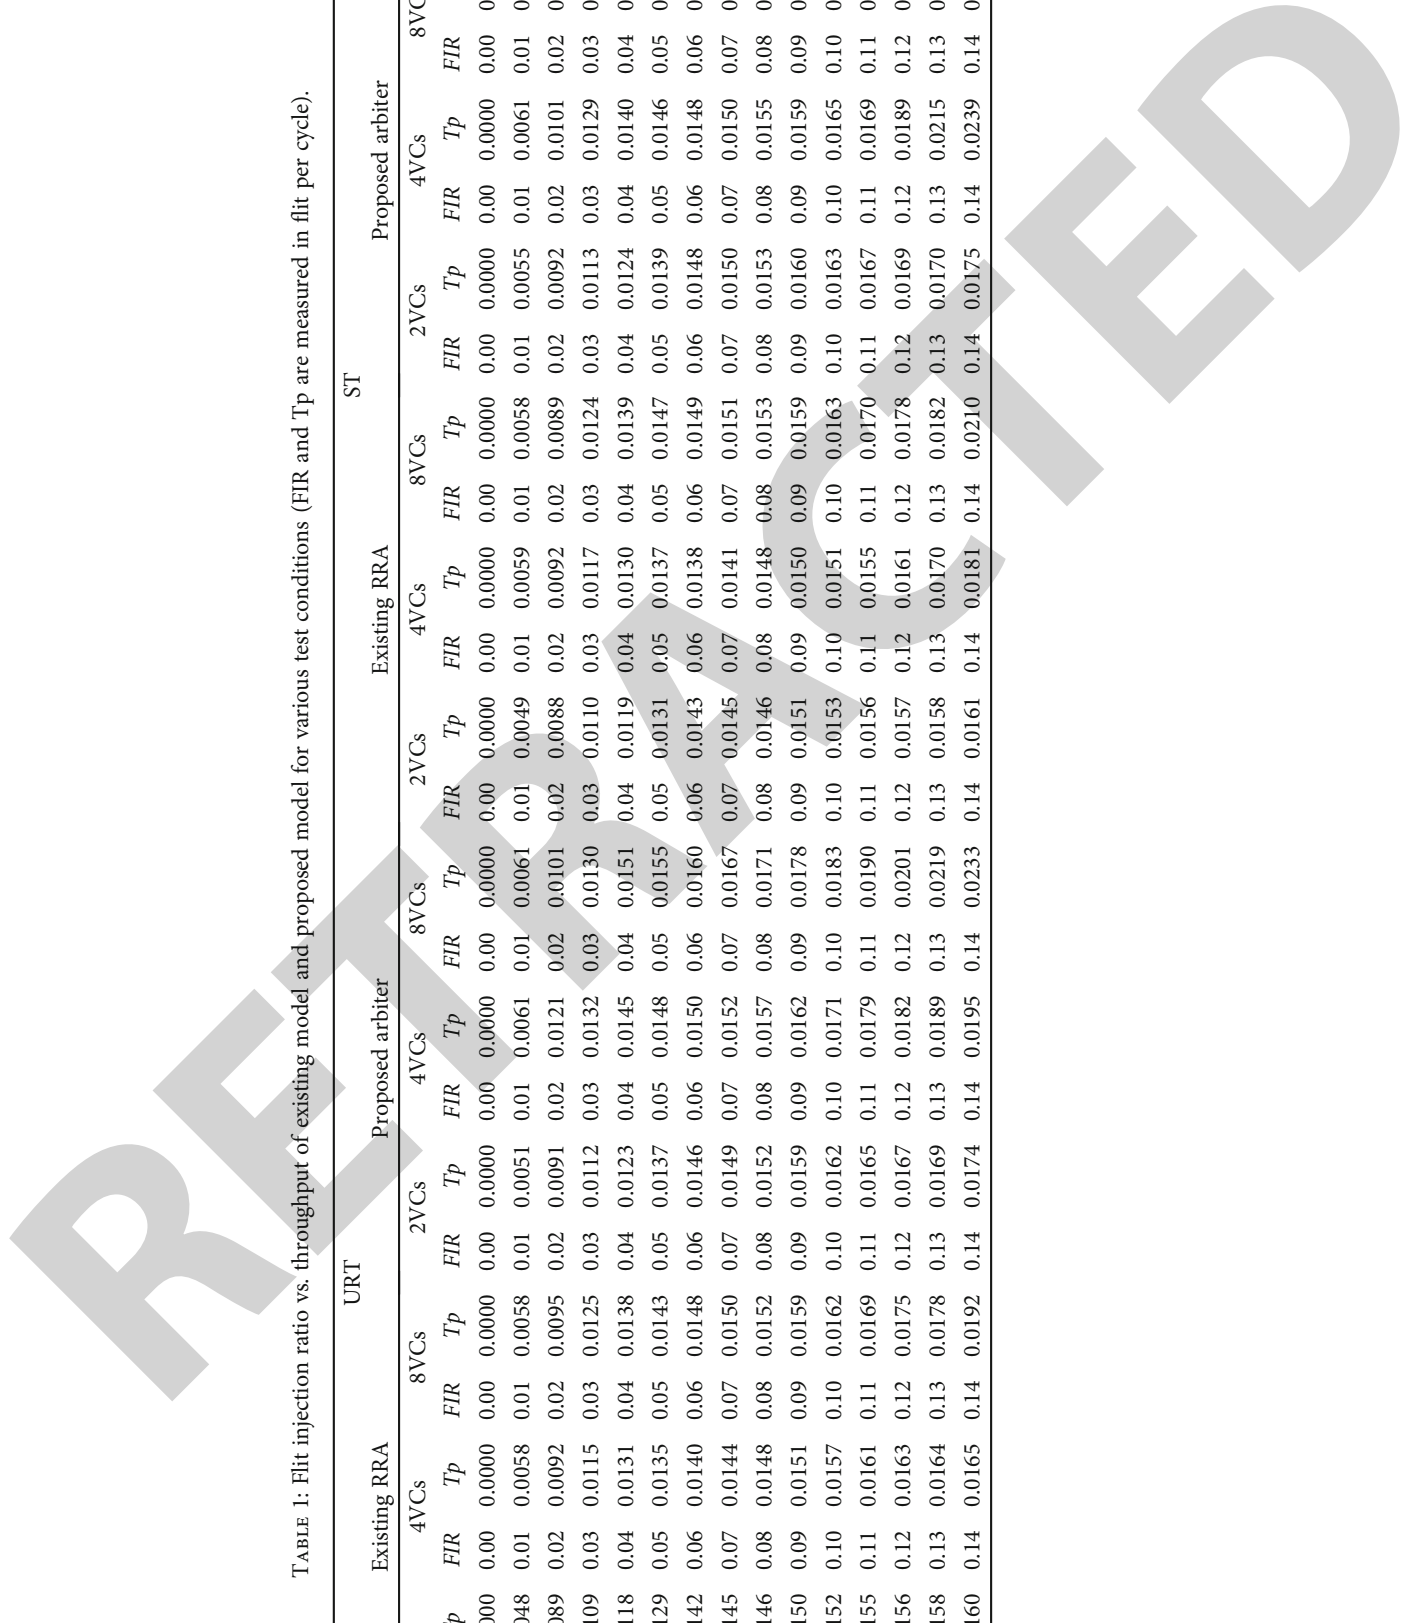 TABLE 1: Flit injection ratio vs. throughput of existing model and proposed model for various test conditions (FIR and Tp are measured in flit per cycle).
URT ST
Existing RRA Proposed arbiter Existing RRA Proposed arbiter
4VCs 8VCs 2VCs 4VCs 8VCs 2VCs 4VCs 8VCs 2VCs 4VCs 8VC
p FIR Tp FIR Tp FIR Tp FIR Tp FIR Tp FIR Tp FIR Tp FIR Tp FIR Tp FIR Tp FIR
000 0.00 0.0000 0.00 0.0000 0.00 0.0000 0.00 0.0000 0.00 0.0000 0.00 0.0000 0.00 0.0000 0.00 0.0000 0.00 0.0000 0.00 0.0000 0.00 0
048 0.01 0.0058 0.01 0.0058 0.01 0.0051 0.01 0.0061 0.01 0.0061 0.01 0.0049 0.01 0.0059 0.01 0.0058 0.01 0.0055 0.01 0.0061 0.01 0
089 0.02 0.0092 0.02 0.0095 0.02 0.0091 0.02 0.0121 0.02 0.0101 0.02 0.0088 0.02 0.0092 0.02 0.0089 0.02 0.0092 0.02 0.0101 0.02 0
109 0.03 0.0115 0.03 0.0125 0.03 0.0112 0.03 0.0132 0.03 0.0130 0.03 0.0110 0.03 0.0117 0.03 0.0124 0.03 0.0113 0.03 0.0129 0.03 0
118 0.04 0.0131 0.04 0.0138 0.04 0.0123 0.04 0.0145 0.04 0.0151 0.04 0.0119 0.04 0.0130 0.04 0.0139 0.04 0.0124 0.04 0.0140 0.04 0
129 0.05 0.0135 0.05 0.0143 0.05 0.0137 0.05 0.0148 0.05 0.0155 0.05 0.0131 0.05 0.0137 0.05 0.0147 0.05 0.0139 0.05 0.0146 0.05 0
142 0.06 0.0140 0.06 0.0148 0.06 0.0146 0.06 0.0150 0.06 0.0160 0.06 0.0143 0.06 0.0138 0.06 0.0149 0.06 0.0148 0.06 0.0148 0.06 0
145 0.07 0.0144 0.07 0.0150 0.07 0.0149 0.07 0.0152 0.07 0.0167 0.07 0.0145 0.07 0.0141 0.07 0.0151 0.07 0.0150 0.07 0.0150 0.07 0
146 0.08 0.0148 0.08 0.0152 0.08 0.0152 0.08 0.0157 0.08 0.0171 0.08 0.0146 0.08 0.0148 0.08 0.0153 0.08 0.0153 0.08 0.0155 0.08 0
150 0.09 0.0151 0.09 0.0159 0.09 0.0159 0.09 0.0162 0.09 0.0178 0.09 0.0151 0.09 0.0150 0.09 0.0159 0.09 0.0160 0.09 0.0159 0.09 0
152 0.10 0.0157 0.10 0.0162 0.10 0.0162 0.10 0.0171 0.10 0.0183 0.10 0.0153 0.10 0.0151 0.10 0.0163 0.10 0.0163 0.10 0.0165 0.10 0
155 0.11 0.0161 0.11 0.0169 0.11 0.0165 0.11 0.0179 0.11 0.0190 0.11 0.0156 0.11 0.0155 0.11 0.0170 0.11 0.0167 0.11 0.0169 0.11 0
156 0.12 0.0163 0.12 0.0175 0.12 0.0167 0.12 0.0182 0.12 0.0201 0.12 0.0157 0.12 0.0161 0.12 0.0178 0.12 0.0169 0.12 0.0189 0.12 0
158 0.13 0.0164 0.13 0.0178 0.13 0.0169 0.13 0.0189 0.13 0.0219 0.13 0.0158 0.13 0.0170 0.13 0.0182 0.13 0.0170 0.13 0.0215 0.13 0
160 0.14 0.0165 0.14 0.0192 0.14 0.0174 0.14 0.0195 0.14 0.0233 0.14 0.0161 0.14 0.0181 0.14 0.0210 0.14 0.0175 0.14 0.0239 0.14 0
RETRACTED